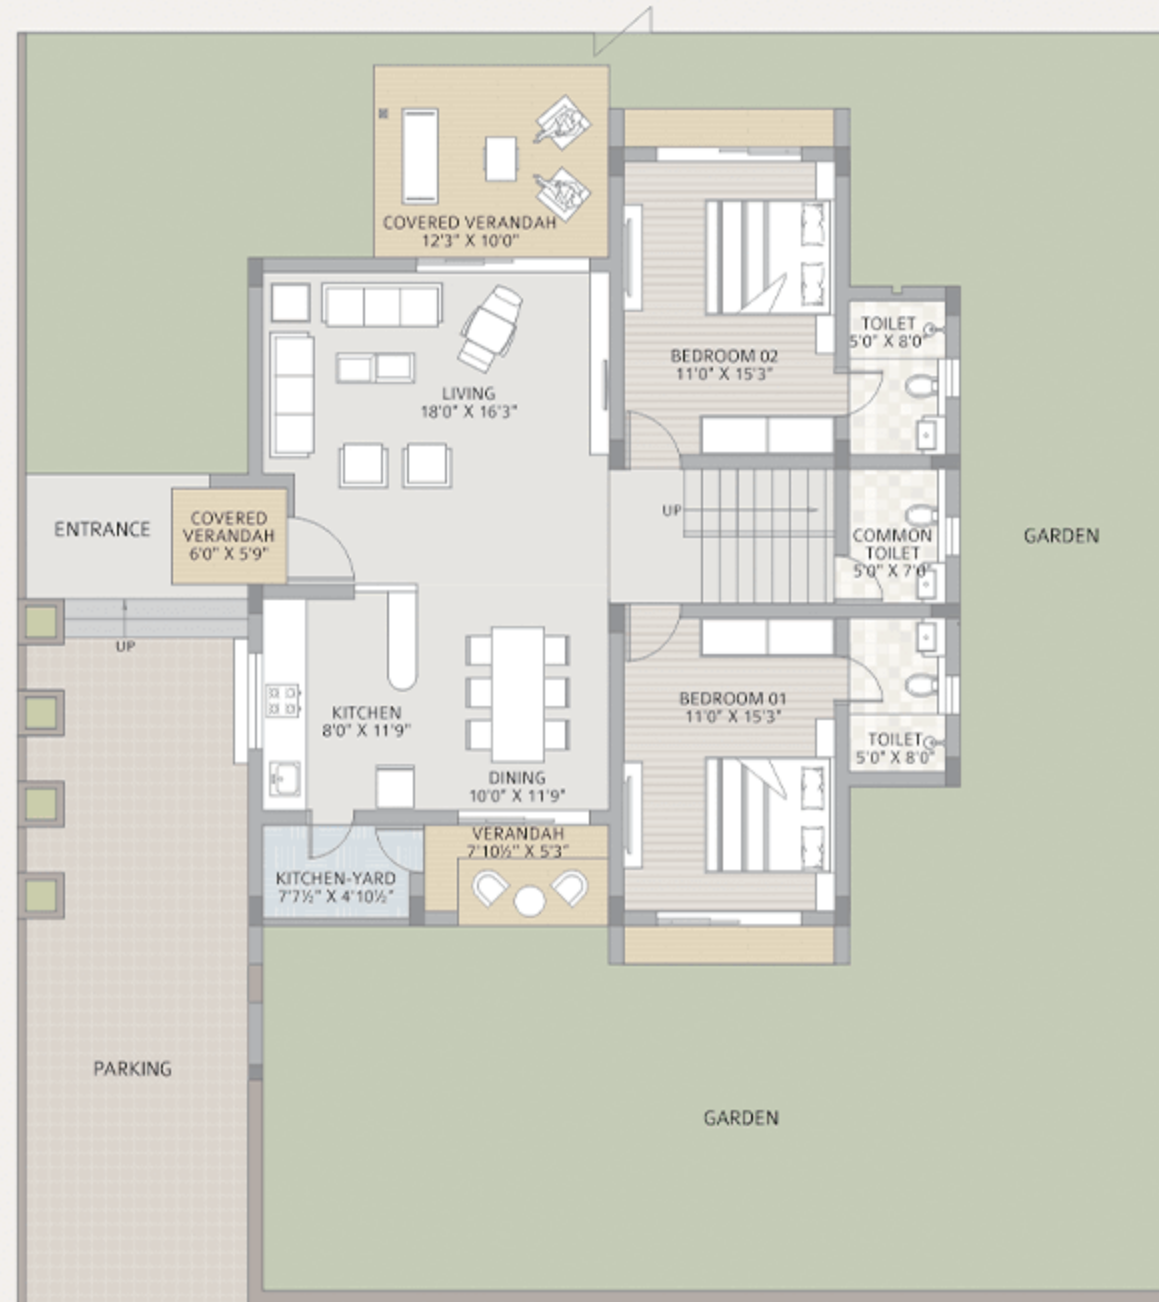 COVERED VERANDAH
12'3" X 10'0"
TOILET
5'0" X 8'0"
BEDROOM 02
11'0" X 15'3"
LIVING
18'0" X 16'3"
UP
ENTRANCE
COVERED
VERANDAH
6'0" X 5'9"
COMMON
TOILET
5'0" X 7'0"
GARDEN
UP
BEDROOM 01
11'0" X 15'3"
KITCHEN
8'0" X 11'9"
TOILET
5'0" X 8'0"
DINING
10'0" X 11'9"
VERANDAH
7'10½" X 5'3"
KITCHEN-YARD
7'7½" X 4'10½"
PARKING
GARDEN